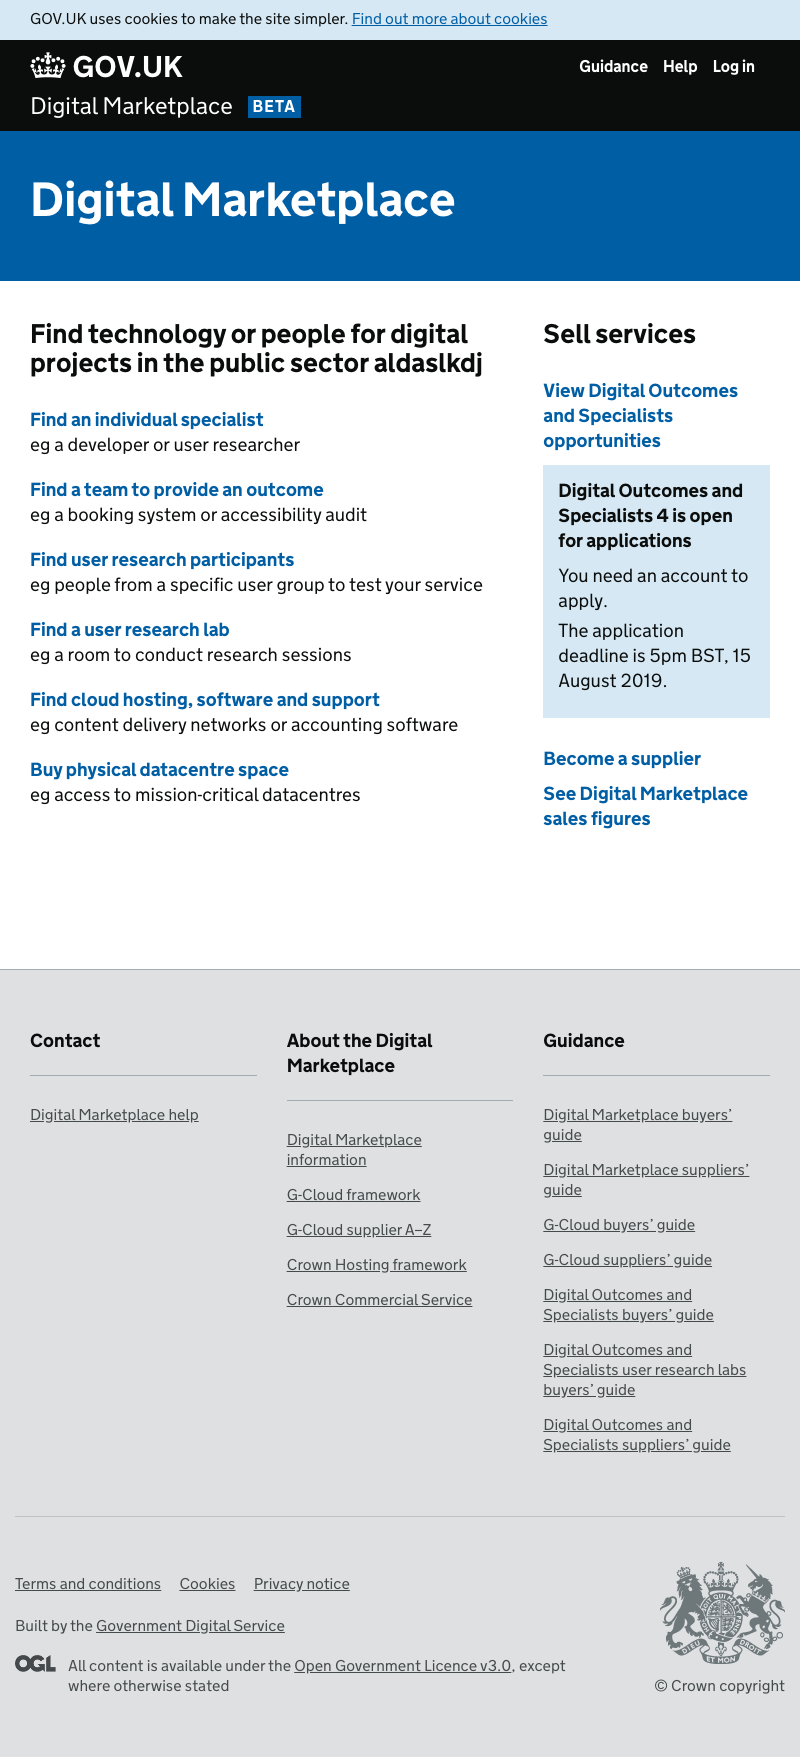 GOV.UK uses cookies to make the site simpler. Find out more about cookies
GOV.UK
Guidance Help Log in
Digital Marketplace BETA
Digital Marketplace
Find technology or people for digital
projects in the public sector aldaslkdj
Find an individual specialist
eg a developer or user researcher
Find a team to provide an outcome
eg a booking system or accessibility audit
Find user research participants
eg people from a specific user group to test your service
Find a user research lab
eg a room to conduct research sessions
Find cloud hosting, software and support
eg content delivery networks or accounting software
Buy physical datacentre space
eg access to mission-critical datacentres
Sell services
View Digital Outcomes
and Specialists
opportunities
Digital Outcomes and
Specialists 4 is open
for applications
You need an account to
apply.
The application
deadline is 5pm BST, 15
August 2019.
Become a supplier
See Digital Marketplace
sales figures
Contact
Digital Marketplace help
About the Digital
Marketplace
Digital Marketplace
information
G-Cloud framework
G-Cloud supplier A–Z
Crown Hosting framework
Crown Commercial Service
Guidance
Digital Marketplace buyers’
guide
Digital Marketplace suppliers’
guide
G-Cloud buyers’ guide
G-Cloud suppliers’ guide
Digital Outcomes and
Specialists buyers’ guide
Digital Outcomes and
Specialists user research labs
buyers’ guide
Digital Outcomes and
Specialists suppliers’ guide
Terms and conditions Cookies Privacy notice
Built by the Government Digital Service
OGL
All content is available under the Open Government Licence v3.0, except
where otherwise stated
DIEU ET MON DROIT
© Crown copyright